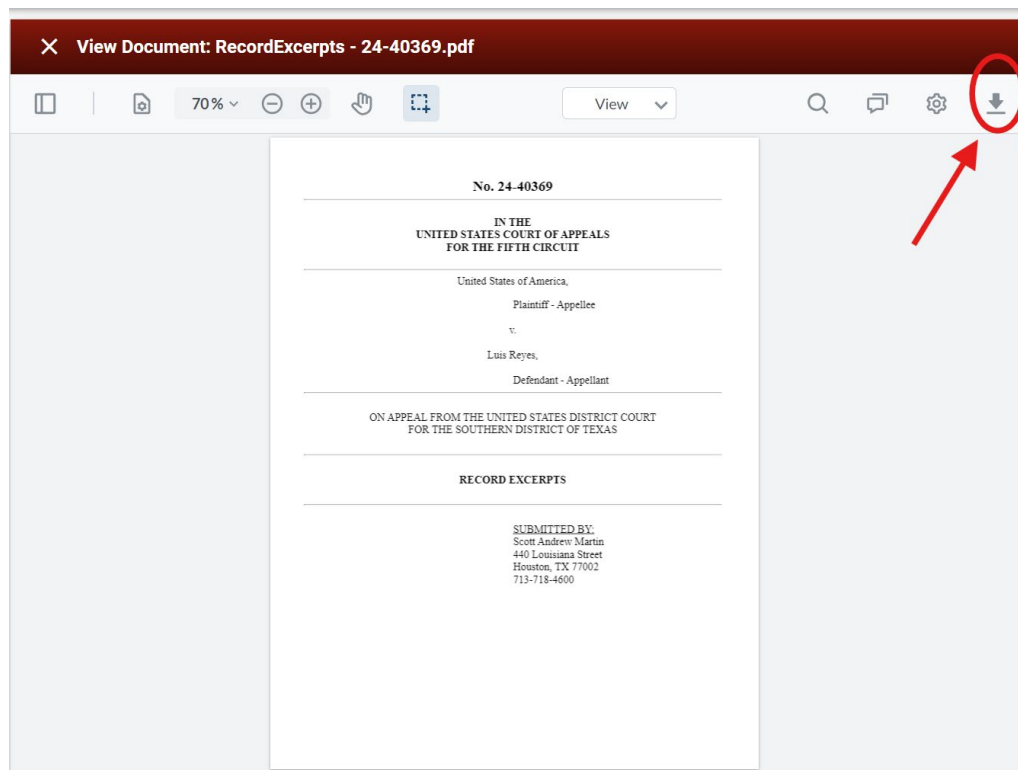 View Document: RecordExcerpts - 24-40369.pdf
70%
View
No. 24-40369
IN THE
UNITED STATES COURT OF APPEALS
FOR THE FIFTH CIRCUIT
United States of America,
Plaintiff - Appellee
v.
Luis Reyes,
Defendant - Appellant
ON APPEAL FROM THE UNITED STATES DISTRICT COURT
FOR THE SOUTHERN DISTRICT OF TEXAS
RECORD EXCERPTS
SUBMITTED BY:
Scott Andrew Martin
440 Louisiana Street
Houston, TX 77002
713-718-4600